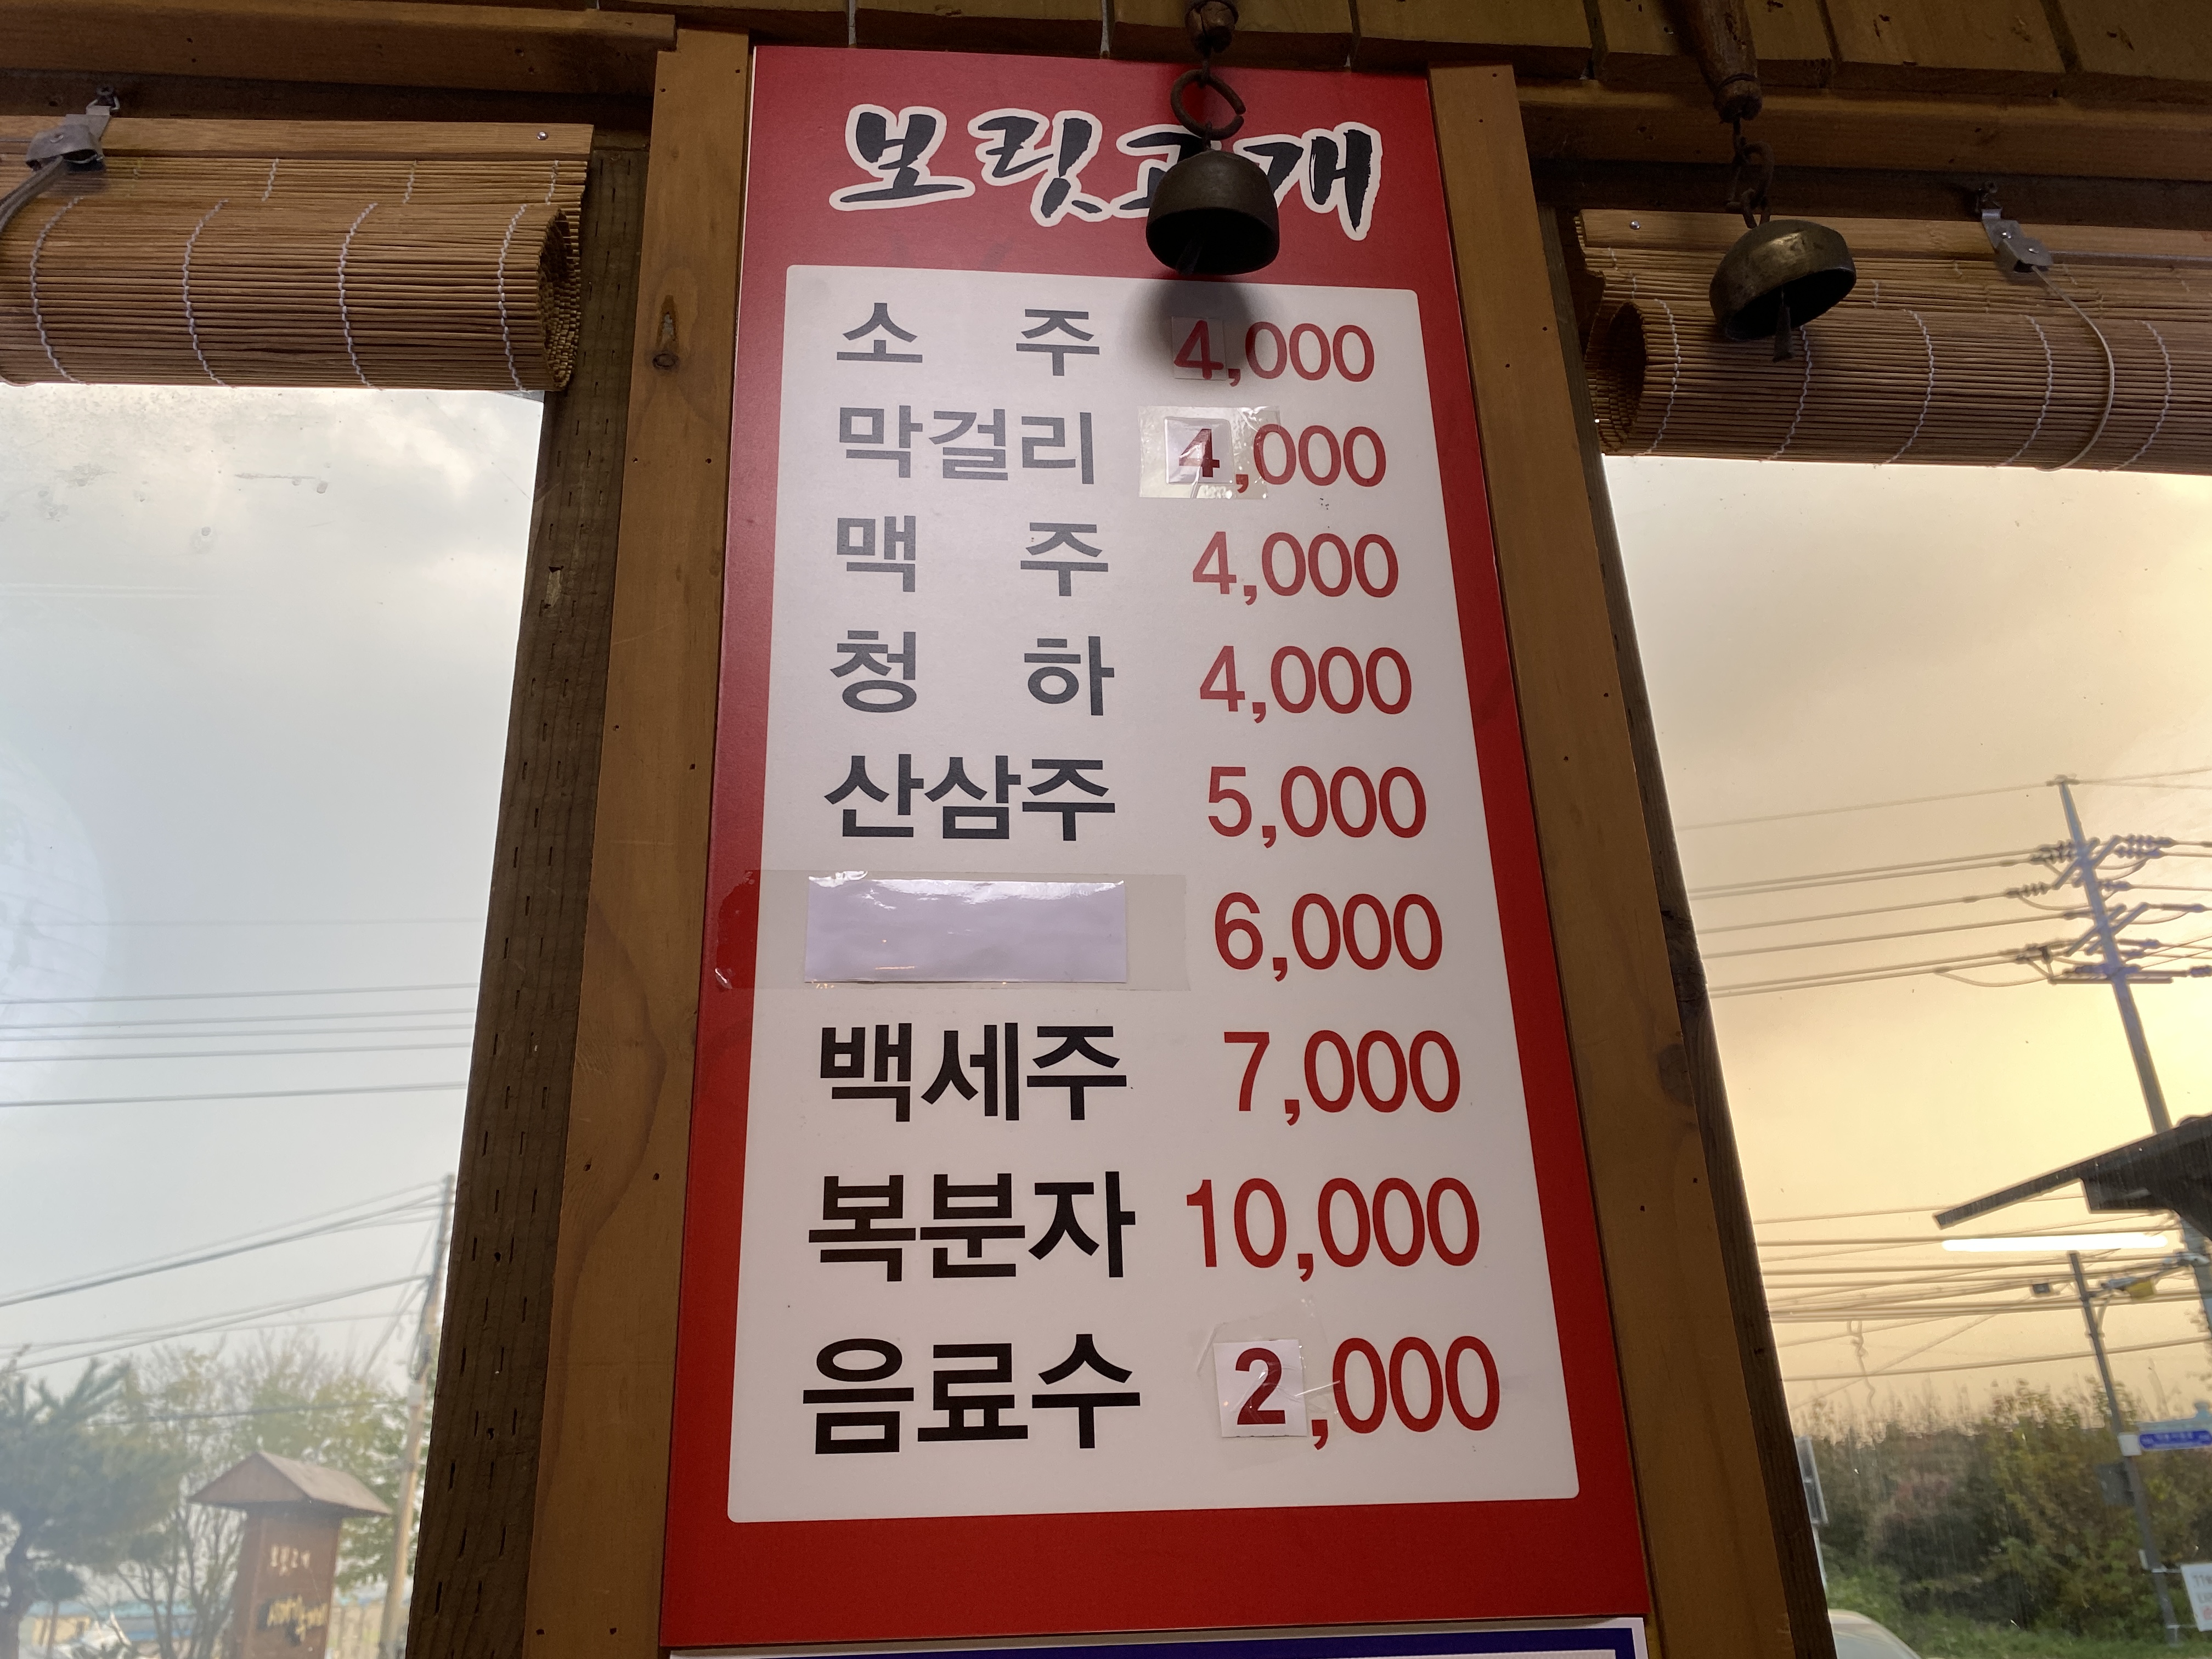 보릿고개
소 주 4,000
막걸리 4,000
맥 주 4,000
청 하 4,000
산삼주 5,000
6,000
백세주 7,000
복분자 10,000
음료수 2,000